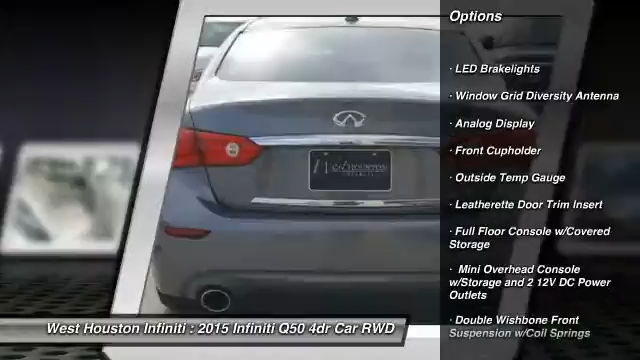 Options
· LED Brakelights
· Window Grid Diversity Antenna
· Analog Display
· Front Cupholder
· Outside Temp Gauge
· Leatherette Door Trim Insert
· Full Floor Console w/Covered
Storage
· Mini Overhead Console
w/Storage and 2 12V DC Power
Outlets
· Double Wishbone Front
Suspension w/Coil Springs
HOUSTON
West Houston Infiniti : 2015 Infiniti Q50 4dr Car RWD